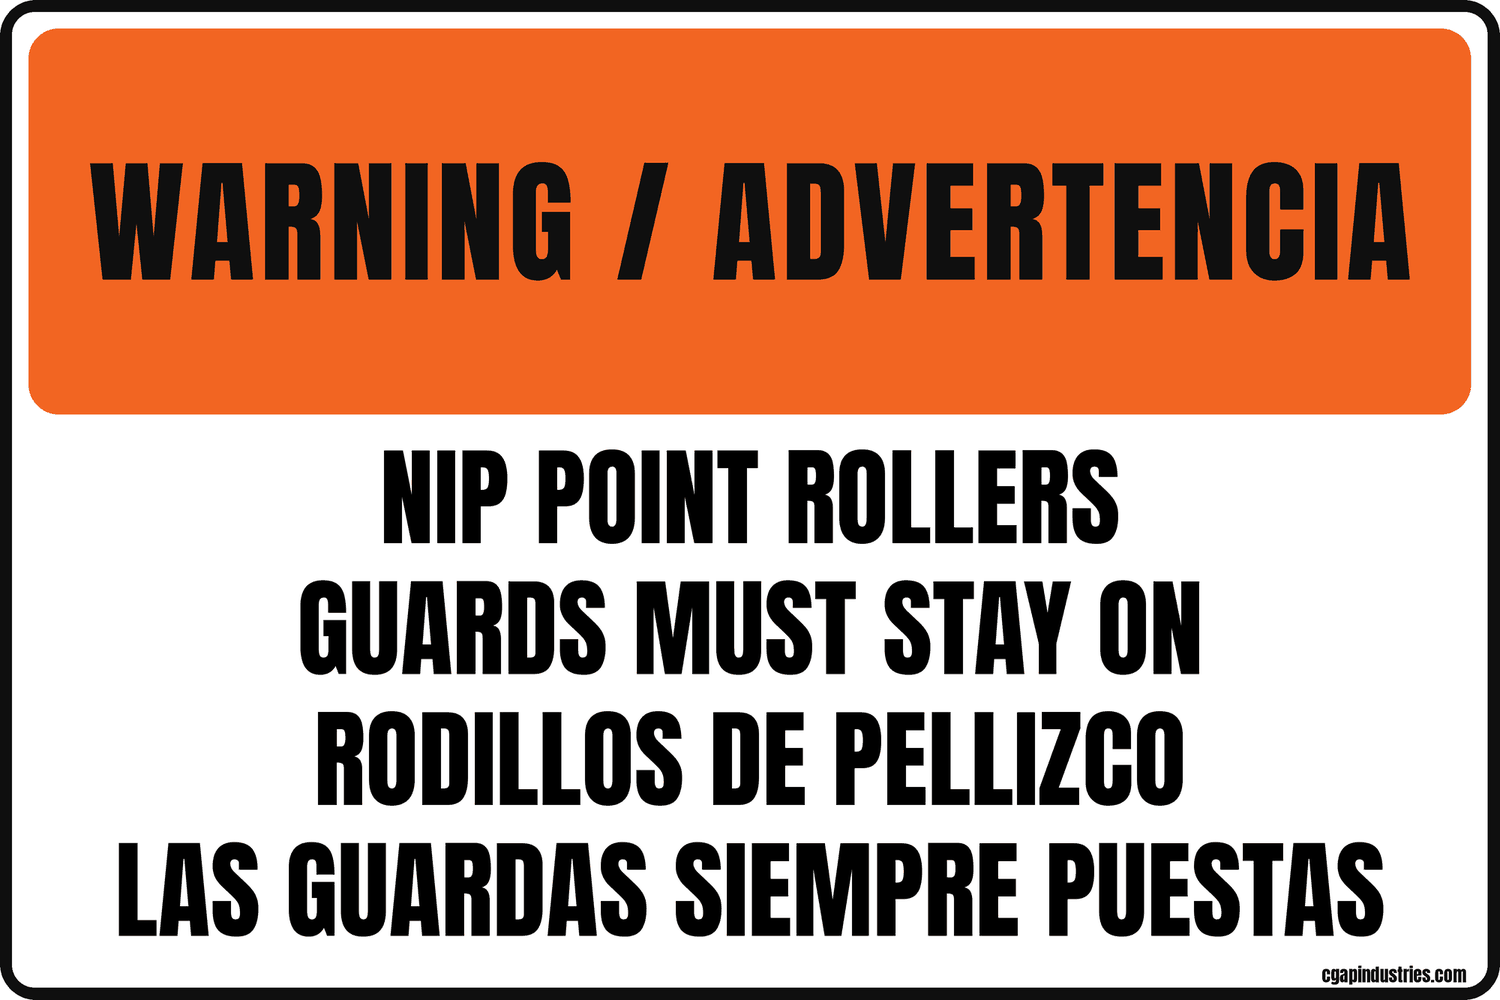 WARNING / ADVERTENCIA
NIP POINT ROLLERS
GUARDS MUST STAY ON
RODILLOS DE PELLIZCO
LAS GUARDAS SIEMPRE PUESTAS
cgapindustries.com